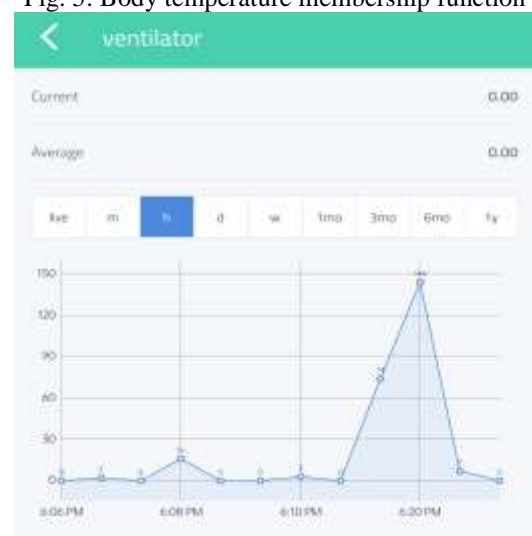 Fig. 5. Body temperature membership function
ventilator
Current 0.00
Average 0.00
live m h d w 1mo 3mo 6mo 1y
150
120
90
60
30
0
6:06 PM 6:08 PM 6:10 PM 6:20 PM